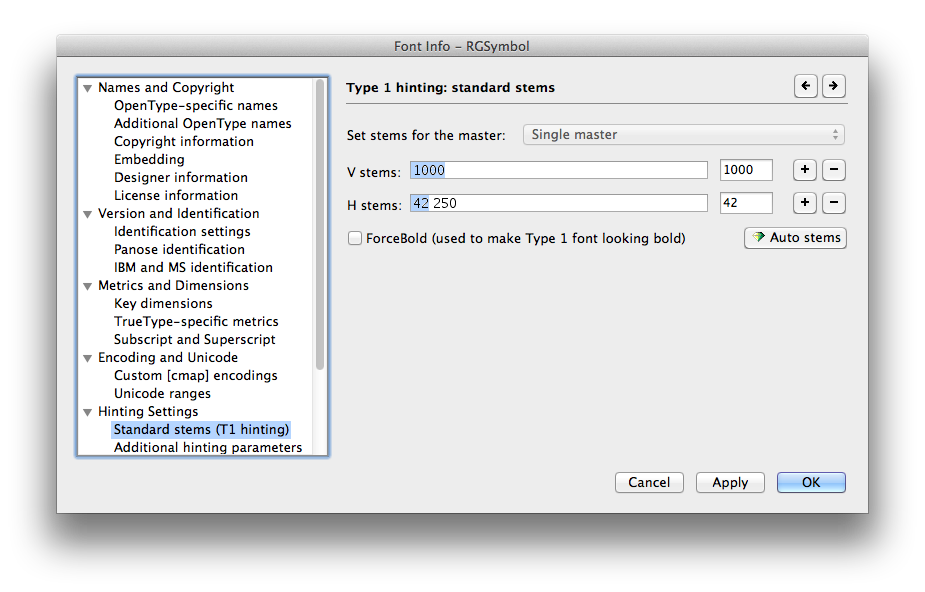 Font Info – RGSymbol
Names and Copyright
OpenType-specific names
Additional OpenType names
Copyright information
Embedding
Designer information
License information
Version and Identification
Identification settings
Panose identification
IBM and MS identification
Metrics and Dimensions
Key dimensions
TrueType-specific metrics
Subscript and Superscript
Encoding and Unicode
Custom [cmap] encodings
Unicode ranges
Hinting Settings
Standard stems (T1 hinting)
Additional hinting parameters
Type 1 hinting: standard stems
Set stems for the master: Single master
V stems: 1000 1000 + −
H stems: 42 250 42 + −
ForceBold (used to make Type 1 font looking bold) Auto stems
Cancel Apply OK